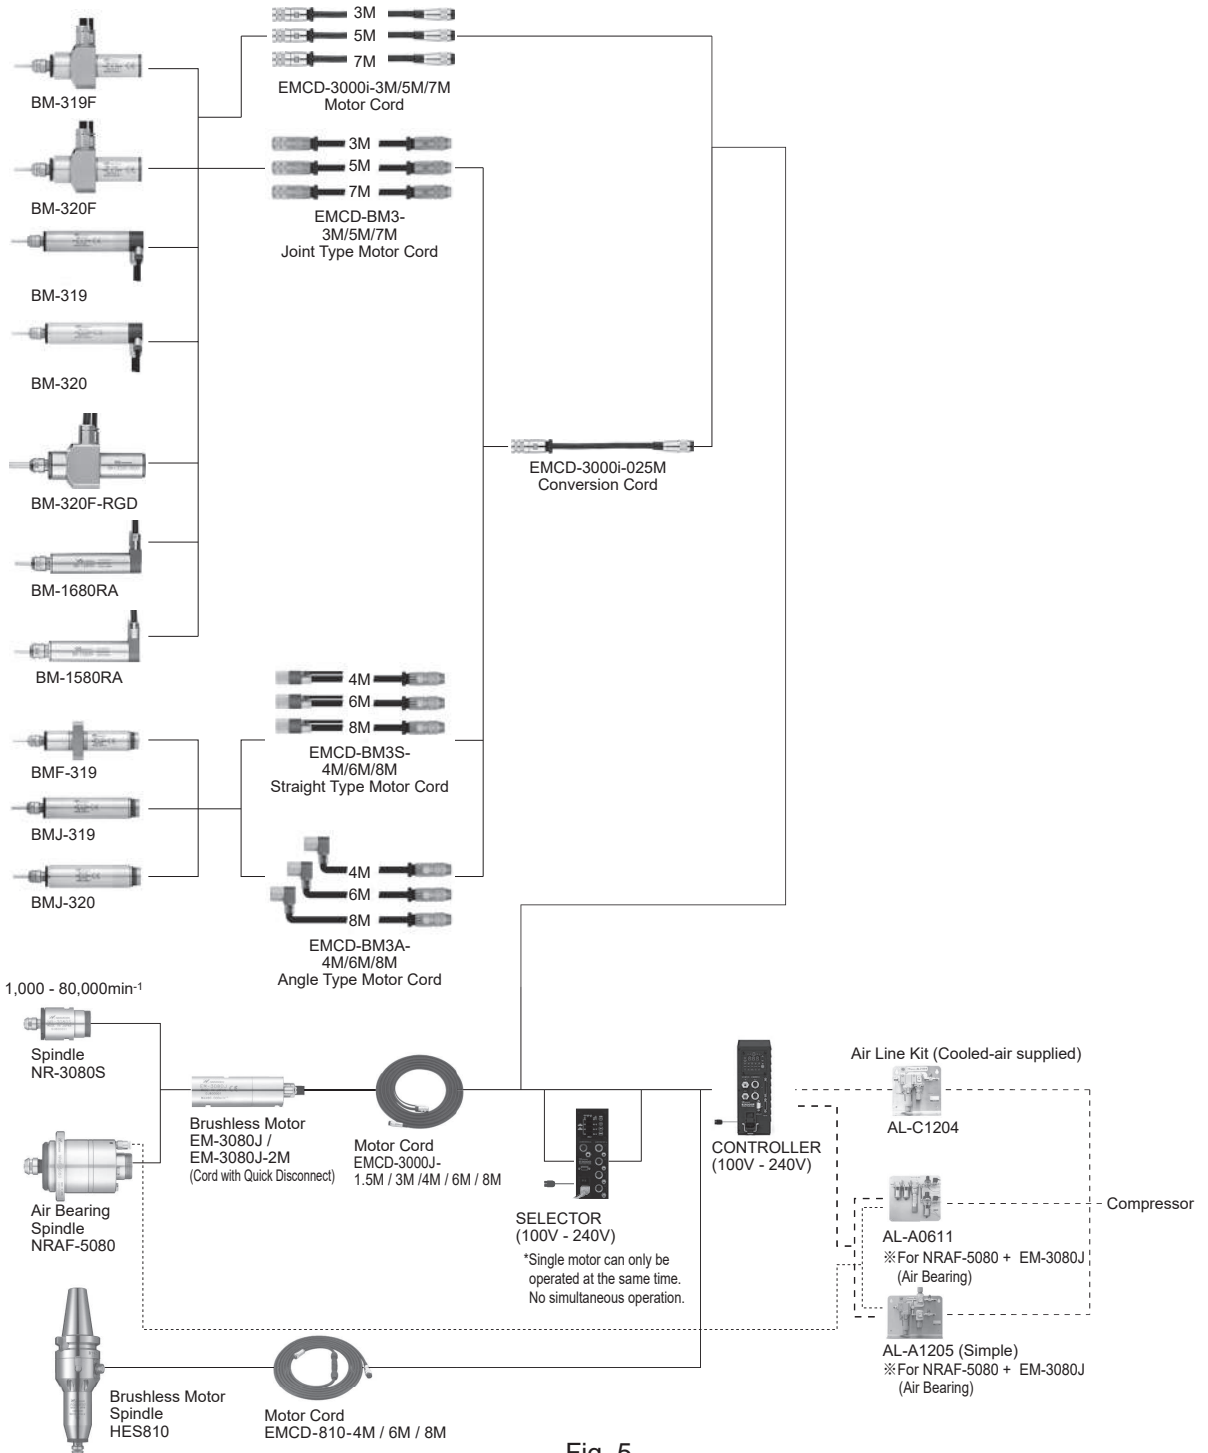 3M
5M
7M
EMCD-3000i-3M/5M/7M
Motor Cord
BM-319F
3M
5M
7M
EMCD-BM3-
3M/5M/7M
Joint Type Motor Cord
BM-320F
BM-319
BM-320
EMCD-3000i-025M
Conversion Cord
BM-320F-RGD
BM-1680RA
BM-1580RA
4M
6M
8M
EMCD-BM3S-
4M/6M/8M
Straight Type Motor Cord
BMF-319
BMJ-319
BMJ-320
4M
6M
8M
EMCD-BM3A-
4M/6M/8M
Angle Type Motor Cord
1,000 - 80,000min-1
Spindle
NR-3080S
Brushless Motor
EM-3080J /
EM-3080J-2M
(Cord with Quick Disconnect)
Motor Cord
EMCD-3000J-
1.5M / 3M /4M / 6M / 8M
Air Bearing
Spindle
NRAF-5080
SELECTOR
(100V - 240V)
*Single motor can only be
operated at the same time.
No simultaneous operation.
CONTROLLER
(100V - 240V)
Air Line Kit (Cooled-air supplied)
AL-C1204
Compressor
AL-A0611
※For NRAF-5080 + EM-3080J
(Air Bearing)
AL-A1205 (Simple)
※For NRAF-5080 + EM-3080J
(Air Bearing)
Brushless Motor
Spindle
HES810
Motor Cord
EMCD-810-4M / 6M / 8M
Fig. 5